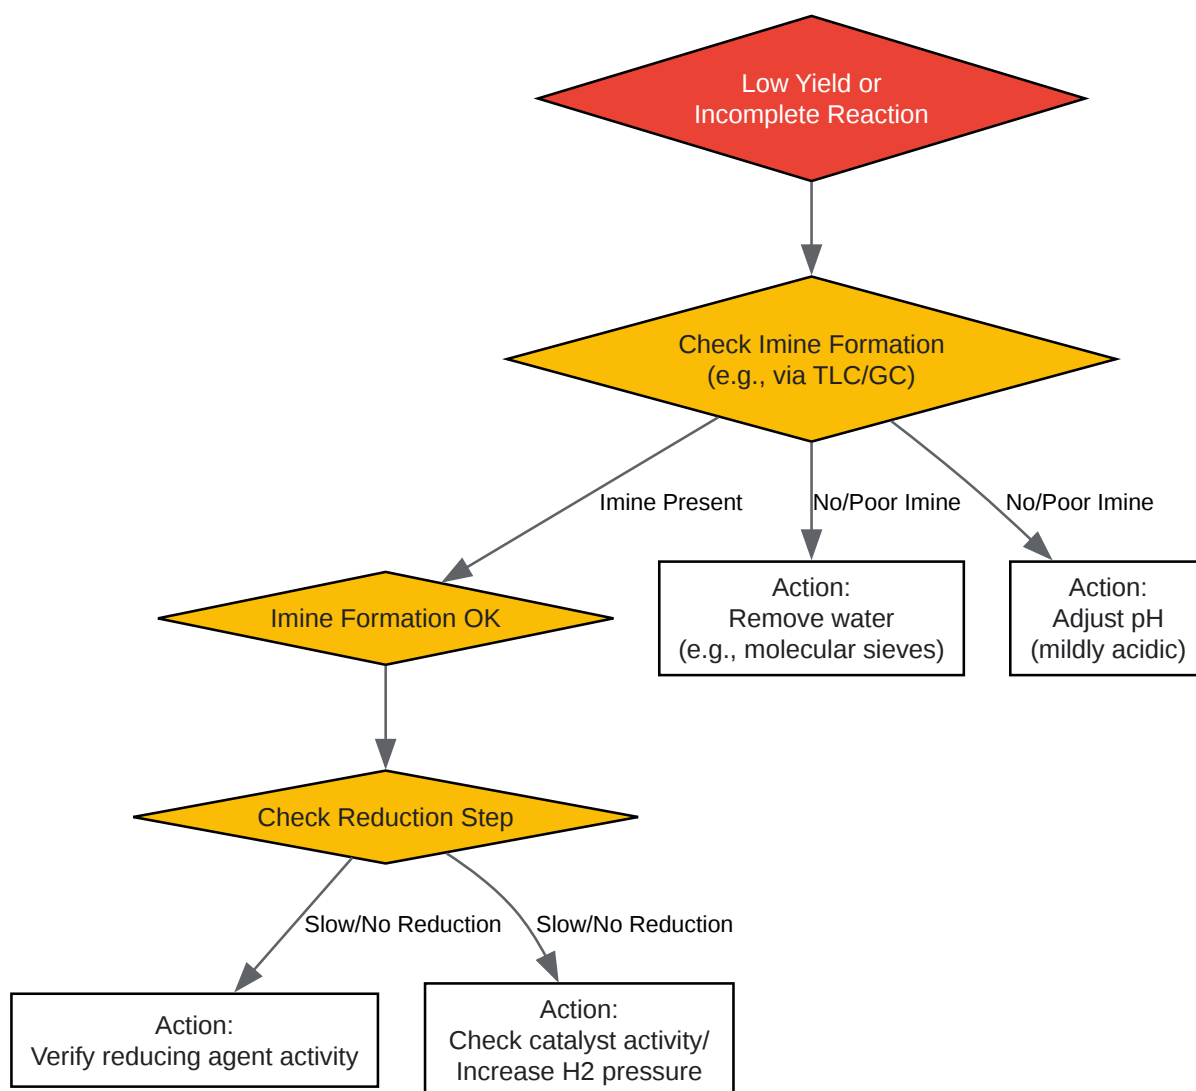 Low Yield or
Incomplete Reaction
Check Imine Formation
(e.g., via TLC/GC)
Imine Present
No/Poor Imine
No/Poor Imine
Imine Formation OK
Action:
Remove water
(e.g., molecular sieves)
Action:
Adjust pH
(mildly acidic)
Check Reduction Step
Slow/No Reduction
Slow/No Reduction
Action:
Verify reducing agent activity
Action:
Check catalyst activity/
Increase H2 pressure